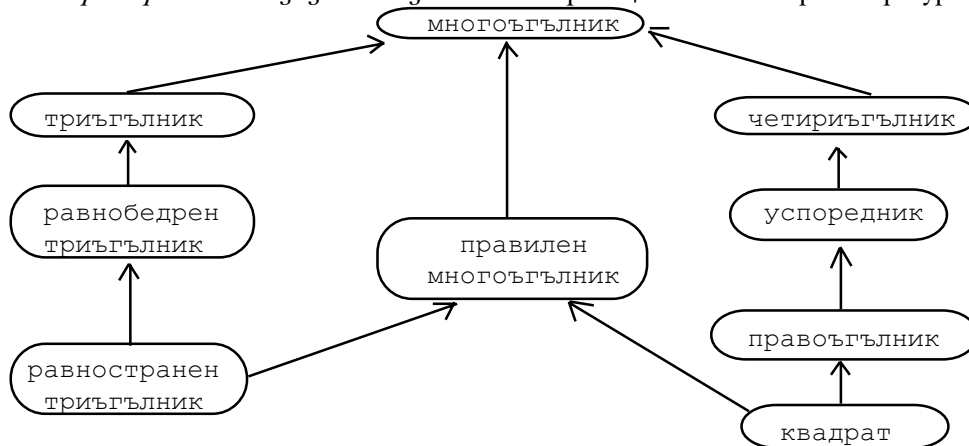 многоъгълник
триъгълник
четириъгълник
равнобедрен
триъгълник
успоредник
правилен
многоъгълник
правоъгълник
равностранен
триъгълник
квадрат